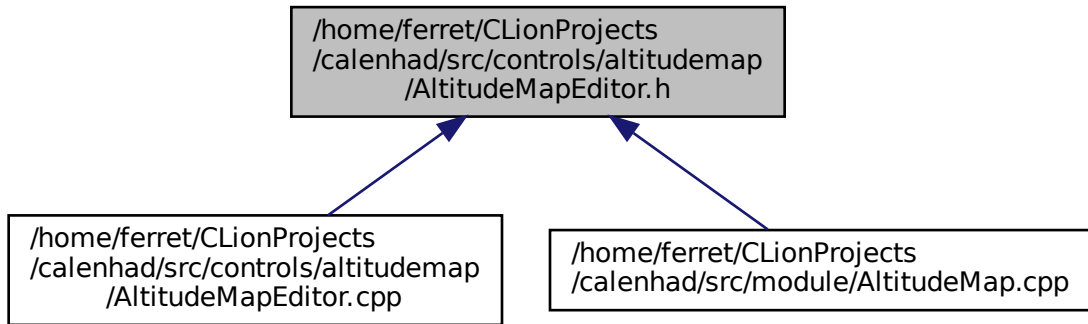 /home/ferret/CLionProjects
/calenhad/src/controls/altitudemap
/AltitudeMapEditor.h
/home/ferret/CLionProjects
/calenhad/src/controls/altitudemap
/AltitudeMapEditor.cpp
/home/ferret/CLionProjects
/calenhad/src/module/AltitudeMap.cpp